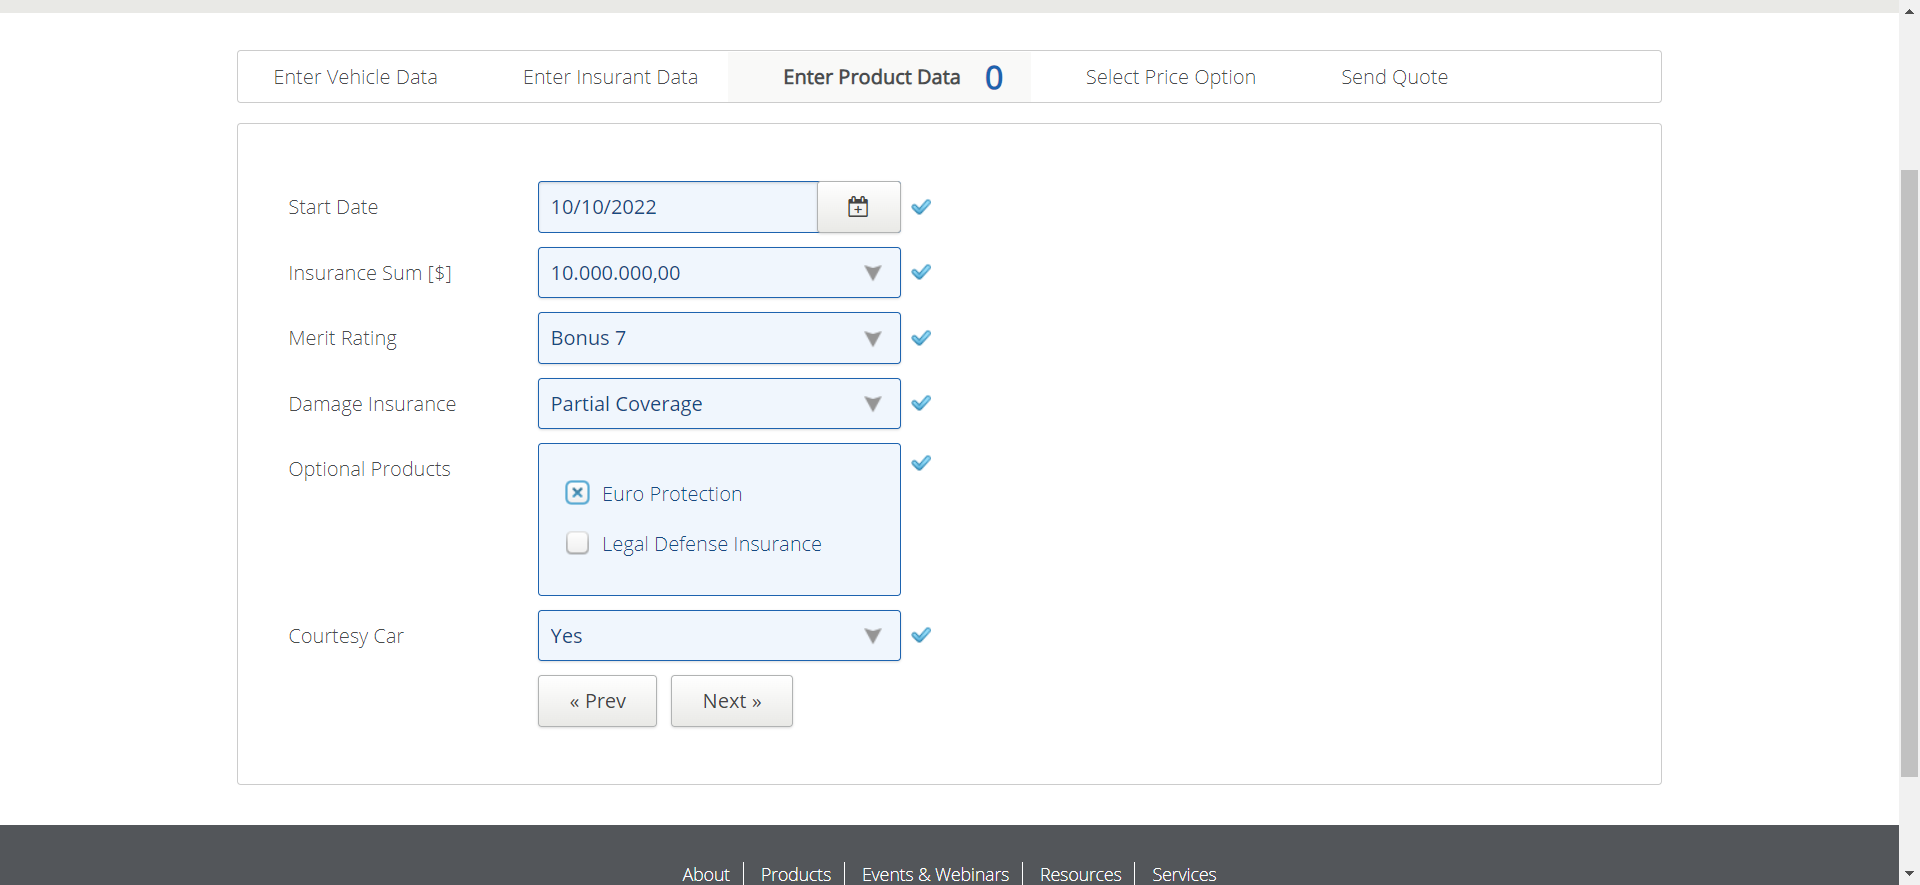 Enter Vehicle Data Enter Insurant Data Enter Product Data 0 Select Price Option Send Quote
Start Date 10/10/2022
Insurance Sum [$] 10.000.000,00
Merit Rating Bonus 7
Damage Insurance Partial Coverage
Optional Products
Euro Protection
Legal Defense Insurance
Courtesy Car Yes
« Prev Next »
About Products Events & Webinars Resources Services